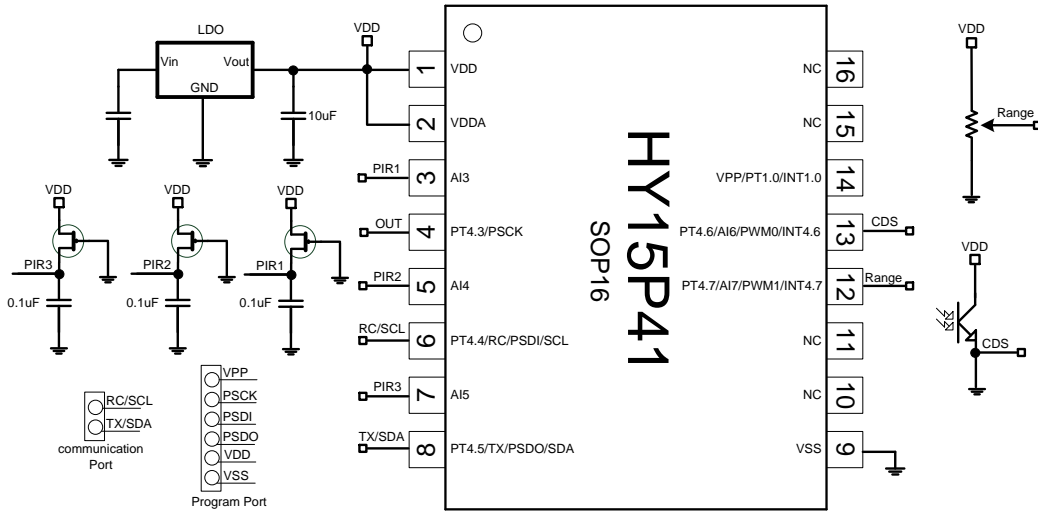 LDO
Vin
Vout
GND
10uF
VDD
1
VDD
2
VDDA
PIR1
3
AI3
OUT
4
PT4.3/PSCK
PIR2
5
AI4
RC/SCL
6
PT4.4/RC/PSDI/SCL
PIR3
7
AI5
TX/SDA
8
PT4.5/TX/PSDO/SDA
HY15P41
SOP16
NC
16
NC
15
VPP/PT1.0/INT1.0
14
PT4.6/AI6/PWM0/INT4.6
13
CDS
PT4.7/AI7/PWM1/INT4.7
12
Range
NC
11
NC
10
VSS
9
VDD
Range
VDD
CDS
VDD
PIR3
0.1uF
VDD
PIR2
0.1uF
VDD
PIR1
0.1uF
RC/SCL
TX/SDA
communication
Port
VPP
PSCK
PSDI
PSDO
VDD
VSS
Program Port